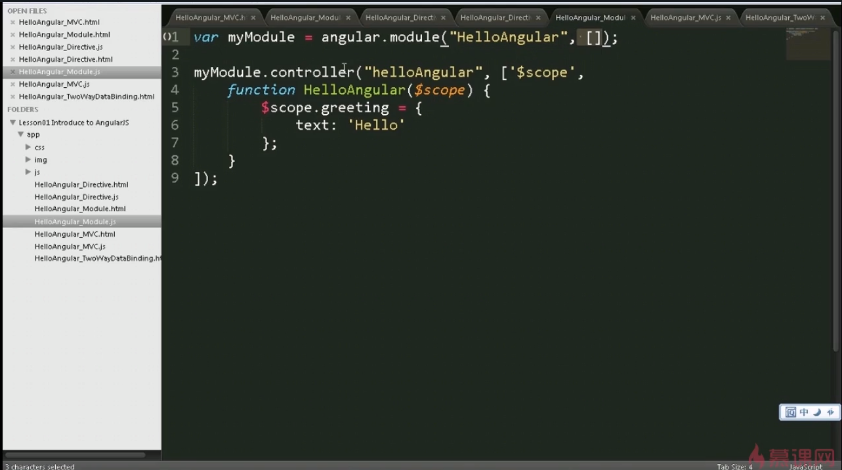 OPEN FILES
HelloAngular_MVC.html
HelloAngular_Module.html
HelloAngular_Directive.js
HelloAngular_Directive.html
HelloAngular_Module.js
HelloAngular_MVC.js
HelloAngular_TwoWayDataBinding.html
FOLDERS
Lesson01 Introduce to AngularJS
app
css
img
js
HelloAngular_Directive.html
HelloAngular_Directive.js
HelloAngular_Module.html
HelloAngular_Module.js
HelloAngular_MVC.html
HelloAngular_MVC.js
HelloAngular_TwoWayDataBinding.ht
HelloAngular_MVC.html
HelloAngular_Modul
HelloAngular_Directi
HelloAngular_Directi
HelloAngular_Modul
HelloAngular_MVC.js
HelloAngular_TwoW
1 var myModule = angular.module("HelloAngular", []);
2
3 myModule.controller("helloAngular", ['$scope',
4 function HelloAngular($scope) {
5 $scope.greeting = {
6 text: 'Hello'
7 };
8 }
9 ]);
中
3 characters selected
Tab Size: 4
JavaScript
慕课网